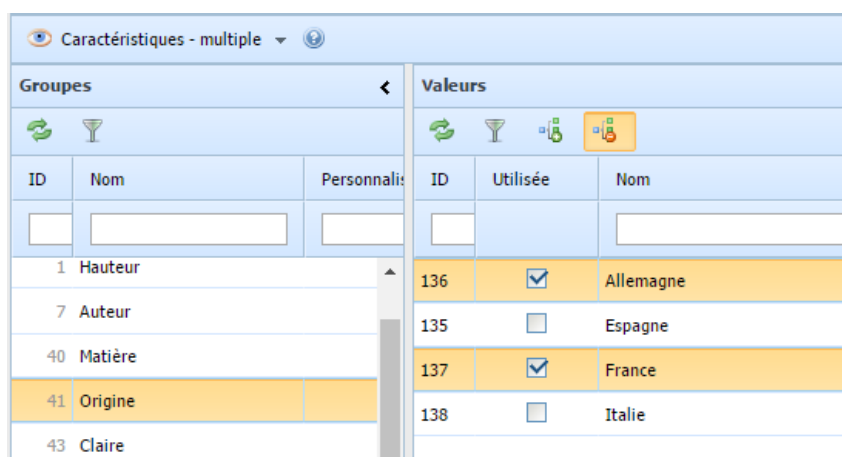 Caractéristiques - multiple
Groupes
ID Nom Personnalis
1 Hauteur
7 Auteur
40 Matière
41 Origine
43 Claire
Valeurs
ID Utilisée Nom
136 Allemagne
135 Espagne
137 France
138 Italie